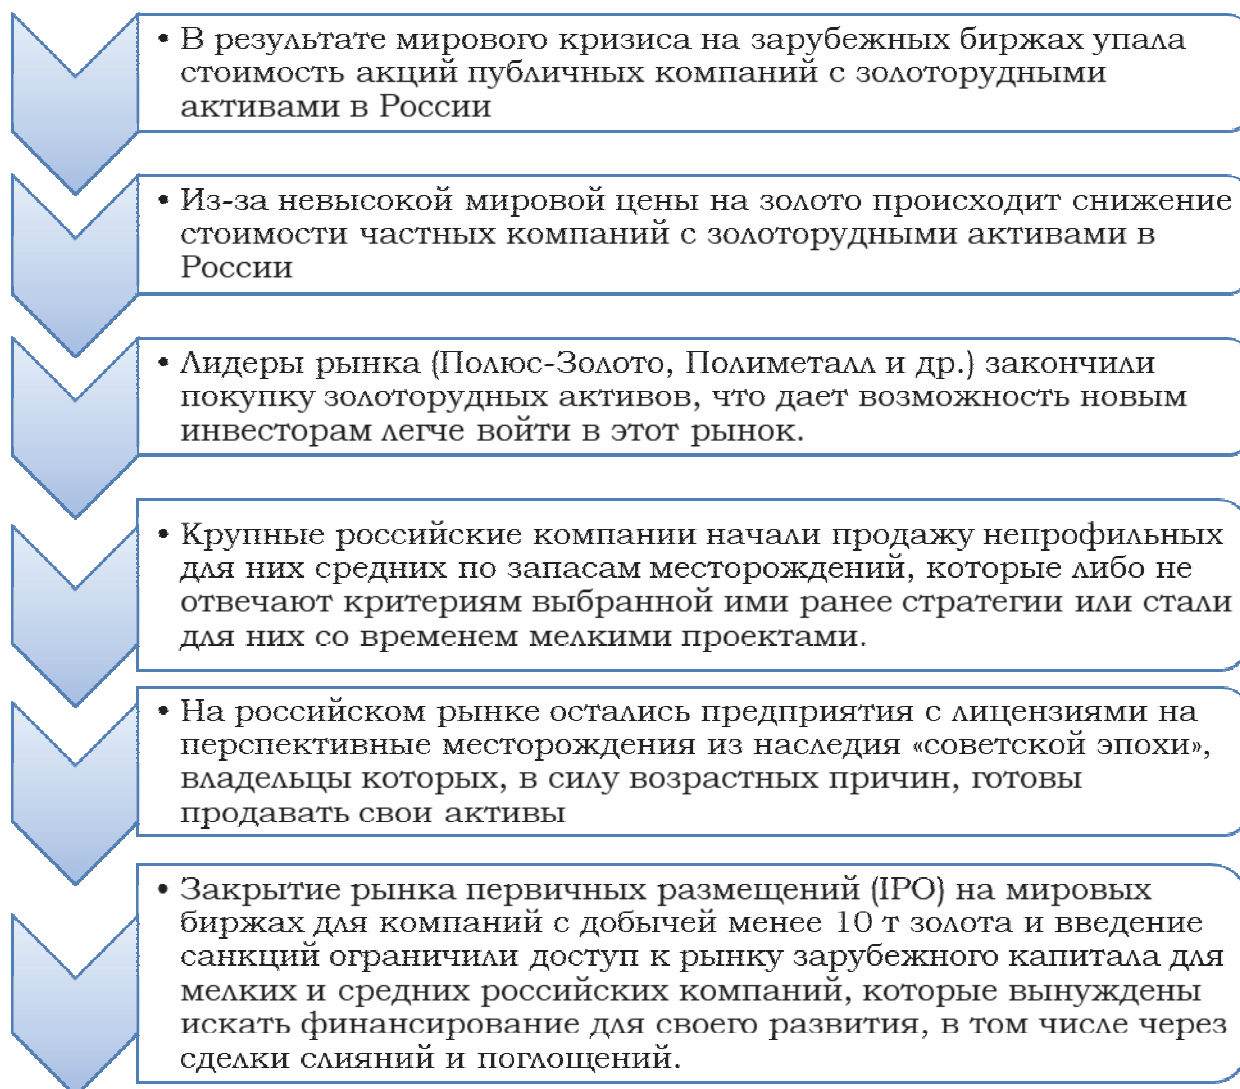 • В результате мирового кризиса на зарубежных биржах упала
стоимость акций публичных компаний с золоторудными
активами в России
• Из-за невысокой мировой цены на золото происходит снижение
стоимости частных компаний с золоторудными активами в
России
• Лидеры рынка (Полюс-Золото, Полиметалл и др.) закончили
покупку золоторудных активов, что дает возможность новым
инвесторам легче войти в этот рынок.
• Крупные российские компании начали продажу непрофильных
для них средних по запасам месторождений, которые либо не
отвечают критериям выбранной ими ранее стратегии или стали
для них со временем мелкими проектами.
• На российском рынке остались предприятия с лицензиями на
перспективные месторождения из наследия «советской эпохи»,
владельцы которых, в силу возрастных причин, готовы
продавать свои активы
• Закрытие рынка первичных размещений (IPO) на мировых
биржах для компаний с добычей менее 10 т золота и введение
санкций ограничили доступ к рынку зарубежного капитала для
мелких и средних российских компаний, которые вынуждены
искать финансирование для своего развития, в том числе через
сделки слияний и поглощений.